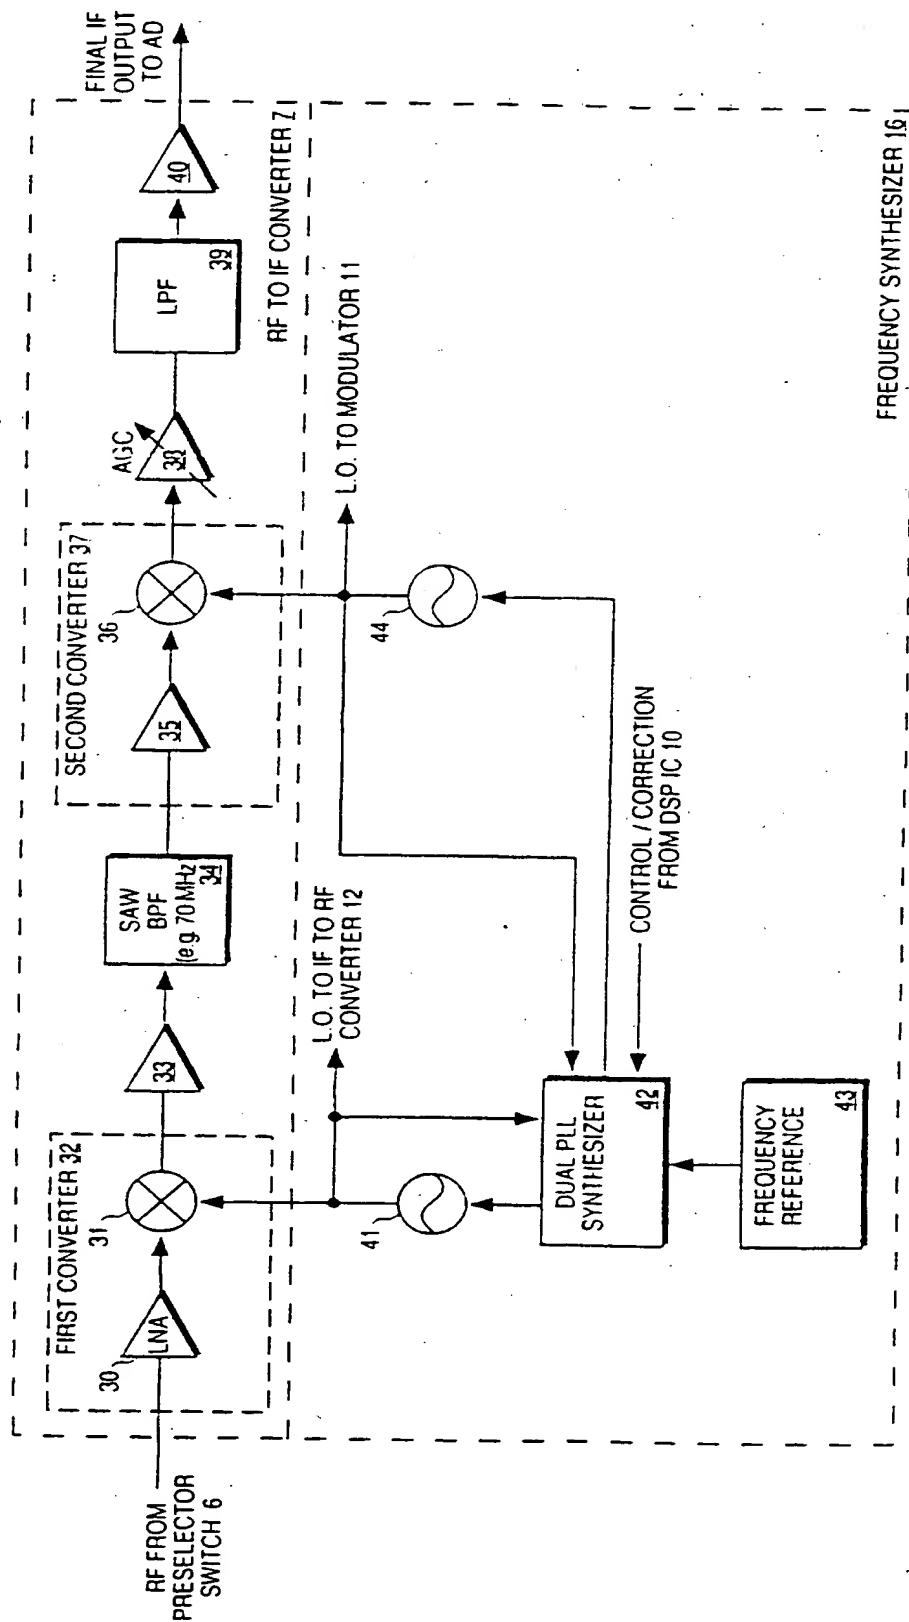 FINAL IF
OUTPUT
TO AD
40
LPF
39
RF TO IF CONVERTER 7
AGC
38
SECOND CONVERTER 37
36
35
SAW
BPF
(e.g. 70 MHz
34
33
FIRST CONVERTER 32
31
30
LNA
RF FROM
PRESELECTOR
SWITCH 6
L.O. TO MODULATOR 11
44
L.O. TO IF TO RF
CONVERTER 12
41
CONTROL / CORRECTION
FROM DSP IC 10
DUAL PLL
SYNTHESIZER
42
FREQUENCY
REFERENCE
43
FREQUENCY SYNTHESIZER 16